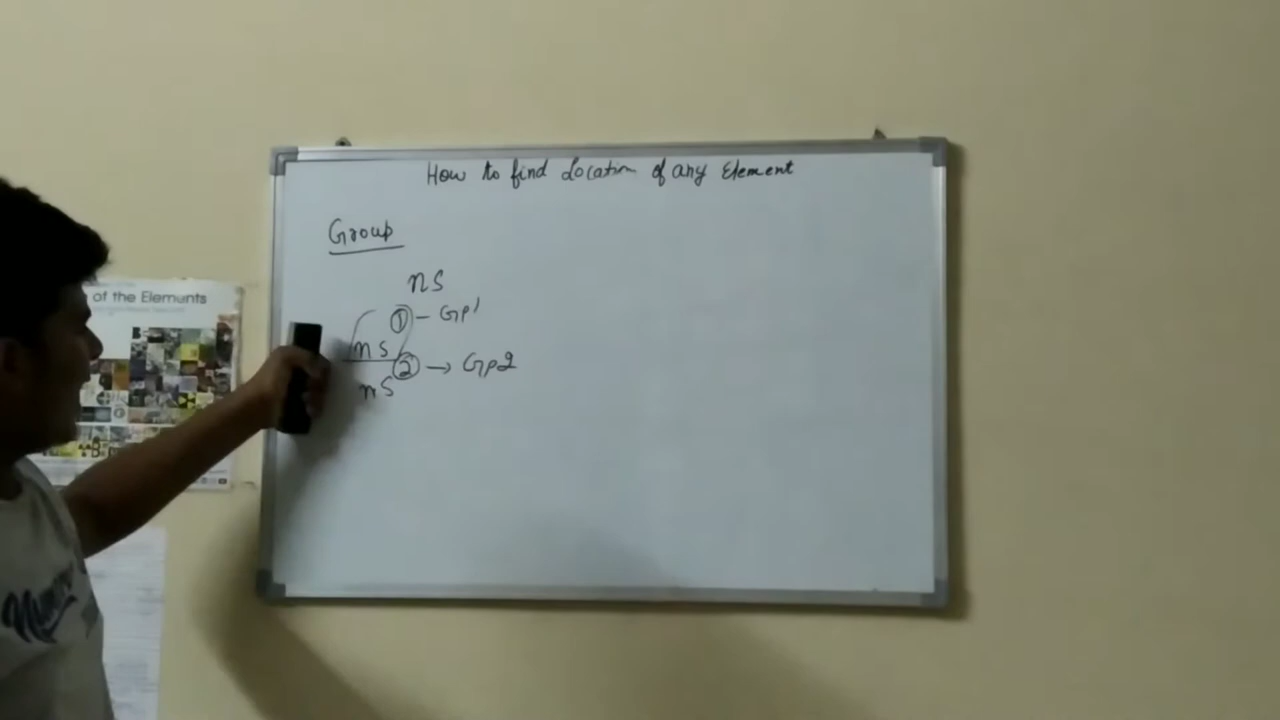 How to find Location of any Element
Group
ns
① - Gp1
ns
② → Gp2
ns
of the Elements